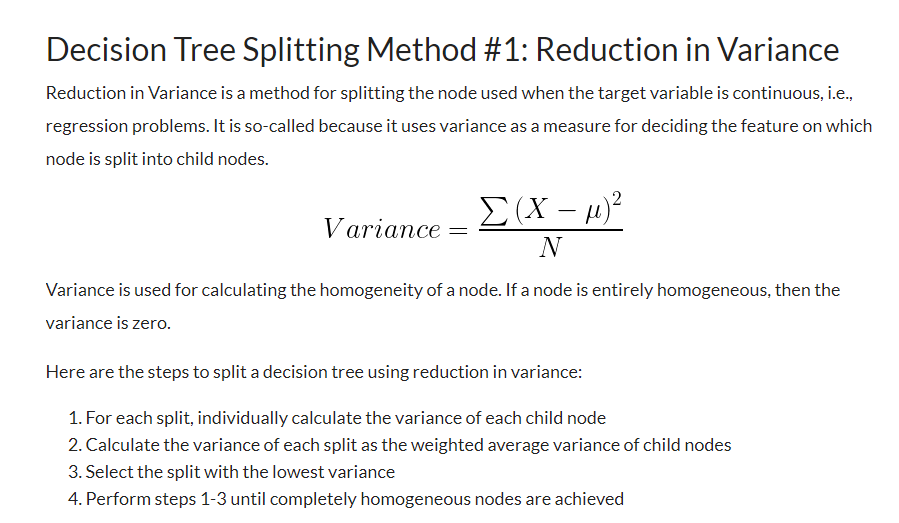 Decision Tree Splitting Method #1: Reduction in Variance
Reduction in Variance is a method for splitting the node used when the target variable is continuous, i.e.,
regression problems. It is so-called because it uses variance as a measure for deciding the feature on which
node is split into child nodes.
Variance = ∑(X − μ)² / N
Variance is used for calculating the homogeneity of a node. If a node is entirely homogeneous, then the
variance is zero.
Here are the steps to split a decision tree using reduction in variance:
1. For each split, individually calculate the variance of each child node
2. Calculate the variance of each split as the weighted average variance of child nodes
3. Select the split with the lowest variance
4. Perform steps 1-3 until completely homogeneous nodes are achieved